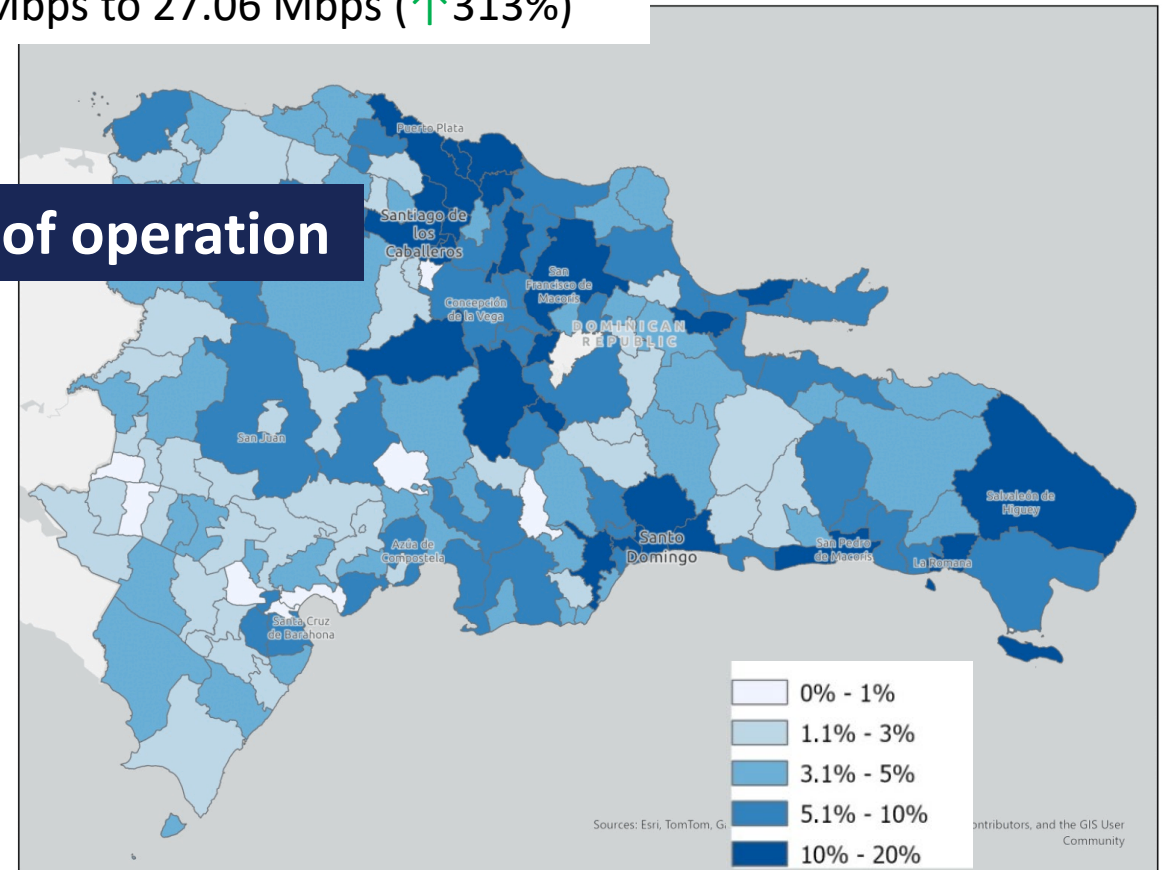 Mbps to 27.06 Mbps (↑313%)
of operation
Puerto Plata
Santiago de
los
Caballeros
San
Francisco de
Macorís
Concepción
de la Vega
DOMINICAN
REPUBLIC
San Juan
Salvaleón de
Higuey
Santo
Domingo
Azua de
Compostela
San Pedro
de Macorís
La Romana
Santa Cruz
de Barahona
0% - 1%
1.1% - 3%
3.1% - 5%
5.1% - 10%
10% - 20%
Sources: Esri, TomTom, ontributors, and the GIS User
Community